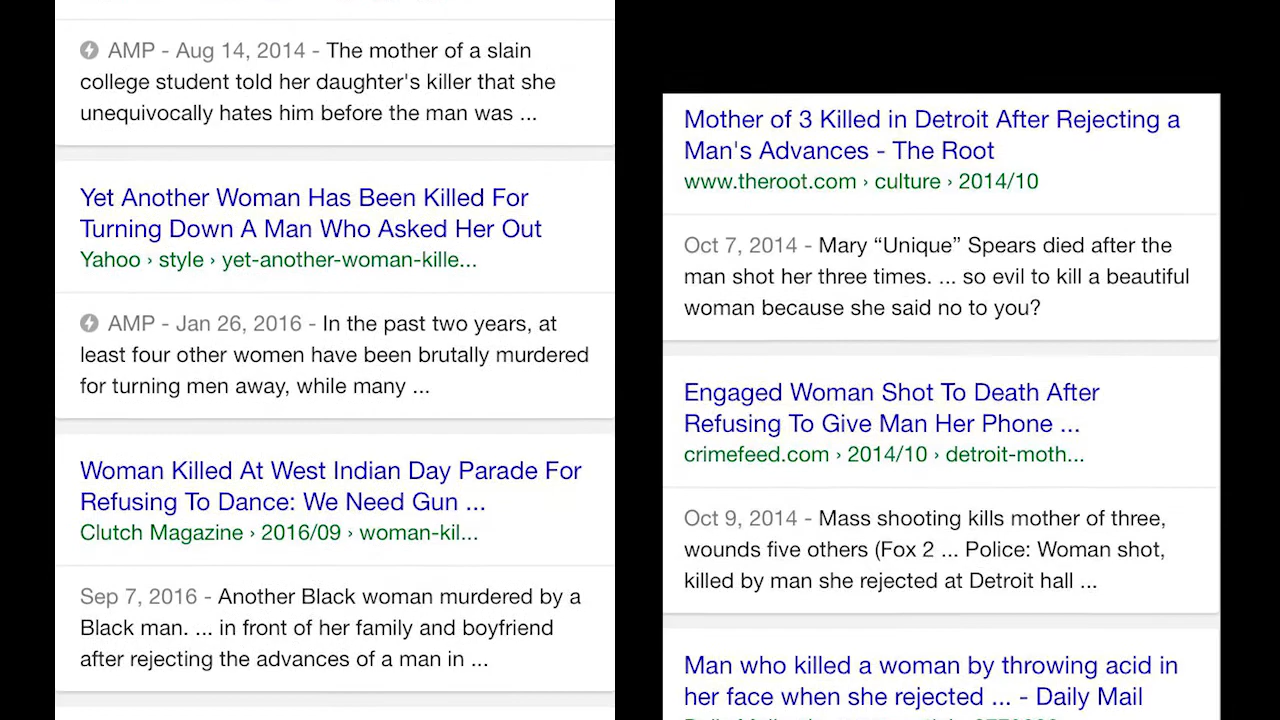 AMP - Aug 14, 2014 - The mother of a slain
college student told her daughter's killer that she
unequivocally hates him before the man was ...
Yet Another Woman Has Been Killed For
Turning Down A Man Who Asked Her Out
Yahoo › style › yet-another-woman-kille...
AMP - Jan 26, 2016 - In the past two years, at
least four other women have been brutally murdered
for turning men away, while many ...
Woman Killed At West Indian Day Parade For
Refusing To Dance: We Need Gun ...
Clutch Magazine › 2016/09 › woman-kil...
Sep 7, 2016 - Another Black woman murdered by a
Black man. ... in front of her family and boyfriend
after rejecting the advances of a man in ...
Mother of 3 Killed in Detroit After Rejecting a
Man's Advances - The Root
www.theroot.com › culture › 2014/10
Oct 7, 2014 - Mary “Unique” Spears died after the
man shot her three times. ... so evil to kill a beautiful
woman because she said no to you?
Engaged Woman Shot To Death After
Refusing To Give Man Her Phone ...
crimefeed.com › 2014/10 › detroit-moth...
Oct 9, 2014 - Mass shooting kills mother of three,
wounds five others (Fox 2 ... Police: Woman shot,
killed by man she rejected at Detroit hall ...
Man who killed a woman by throwing acid in
her face when she rejected ... - Daily Mail